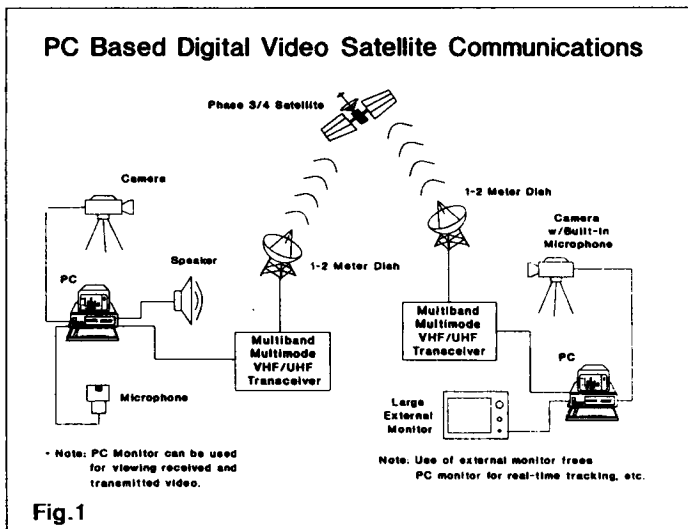 PC Based Digital Video Satellite Communications
Phase 3/4 Satellite
Camera
1-2 Meter Dish
Camera
w/Built-In
Microphone
Speaker
1-2 Meter Dish
PC
Multiband
Multimode
VHF/UHF
Transceiver
Multiband
Multimode
VHF/UHF
Transceiver
PC
Microphone
Large
External
Monitor
- Note: PC Monitor can be used
for viewing received and
transmitted video.
Note: Use of external monitor frees
PC monitor for real-time tracking, etc.
Fig.1